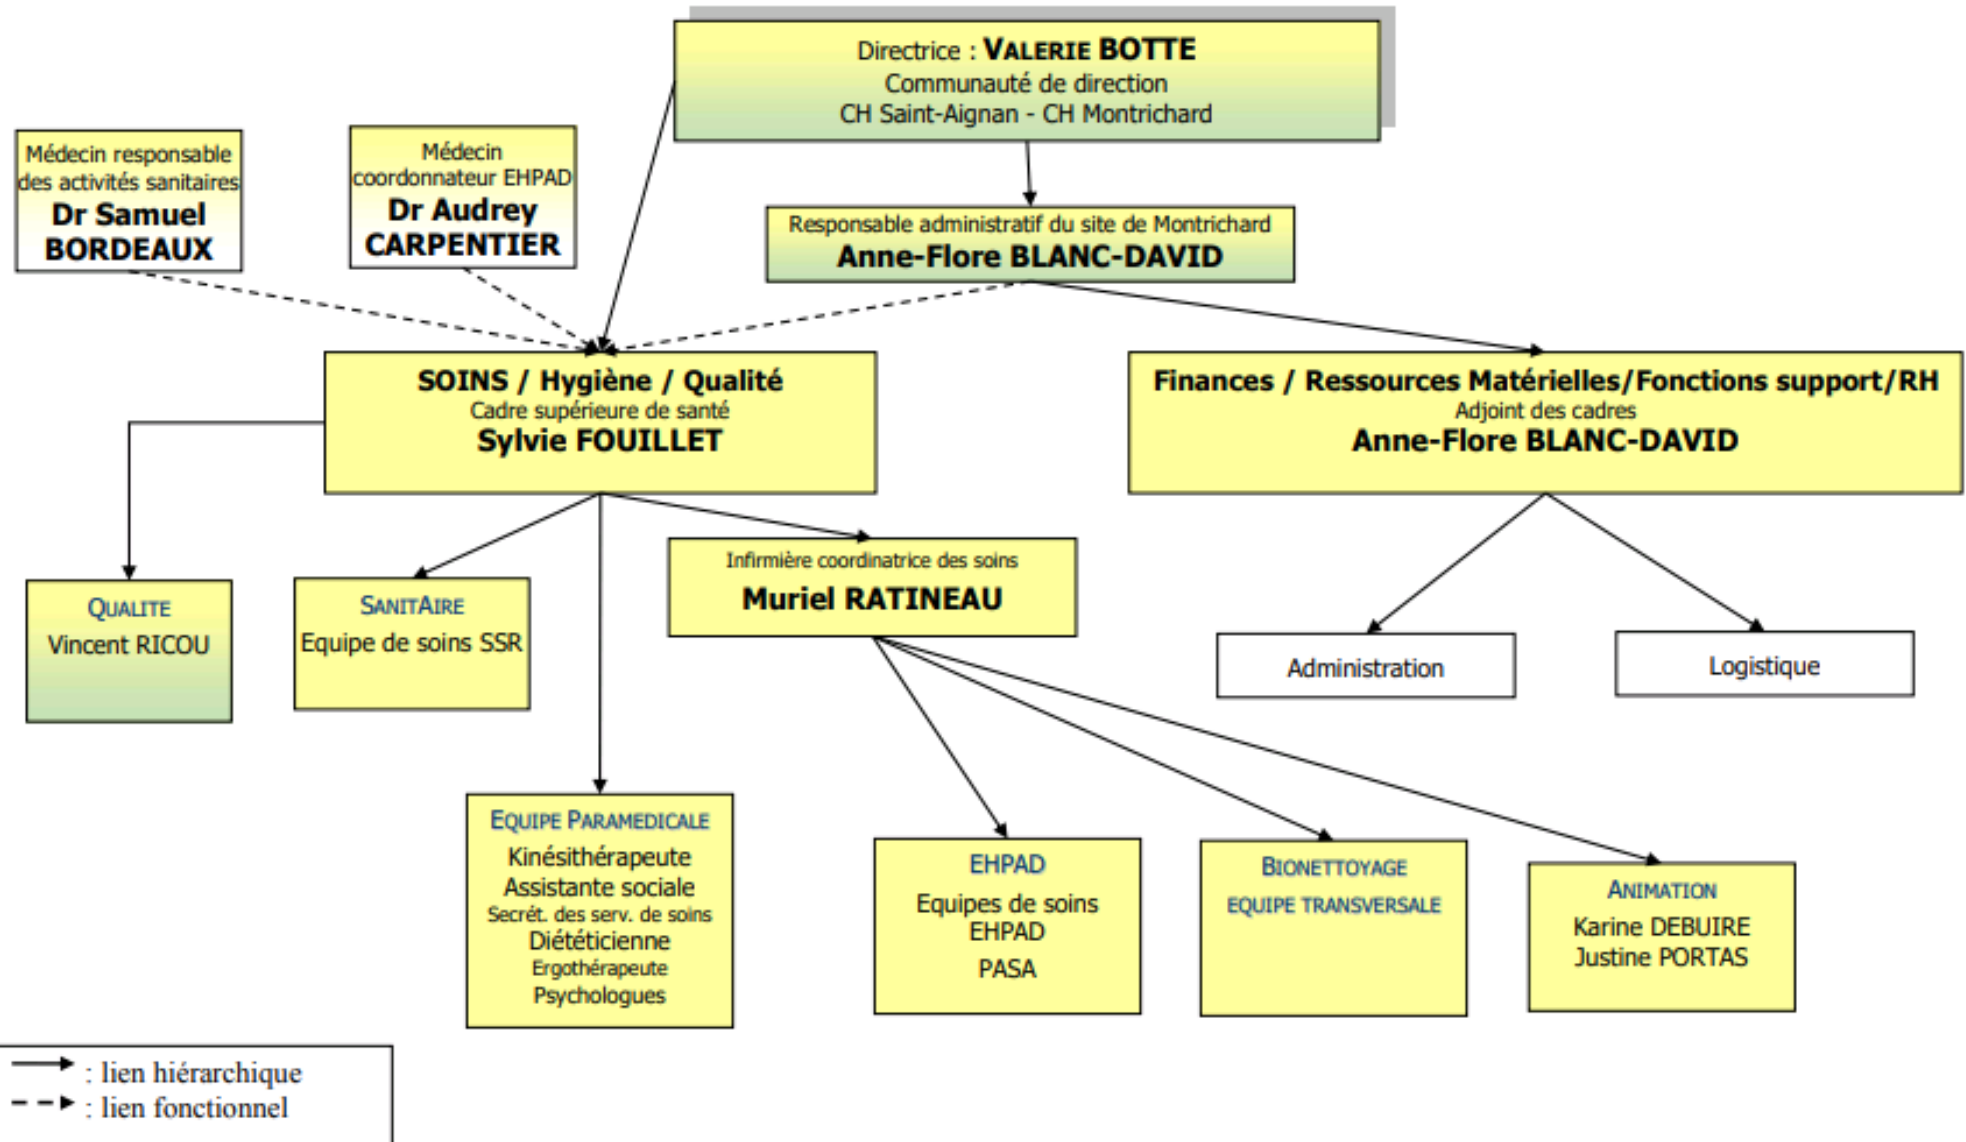 Directrice : VALERIE BOTTE
Communauté de direction
CH Saint-Aignan - CH Montrichard
Médecin responsable
des activités sanitaires
Dr Samuel
BORDEAUX
Médecin
coordonnateur EHPAD
Dr Audrey
CARPENTIER
Responsable administratif du site de Montrichard
Anne-Flore BLANC-DAVID
SOINS / Hygiène / Qualité
Cadre supérieure de santé
Sylvie FOUILLET
Finances / Ressources Matérielles/Fonctions support/RH
Adjoint des cadres
Anne-Flore BLANC-DAVID
QUALITE
Vincent RICOU
SANITAIRE
Equipe de soins SSR
Infirmière coordinatrice des soins
Muriel RATINEAU
Administration
Logistique
EQUIPE PARAMEDICALE
Kinésithérapeute
Assistante sociale
Secrét. des serv. de soins
Diététicienne
Ergothérapeute
Psychologues
EHPAD
Equipes de soins
EHPAD
PASA
BIONETTOYAGE
EQUIPE TRANSVERSALE
ANIMATION
Karine DEBUIRE
Justine PORTAS
: lien hiérarchique
: lien fonctionnel